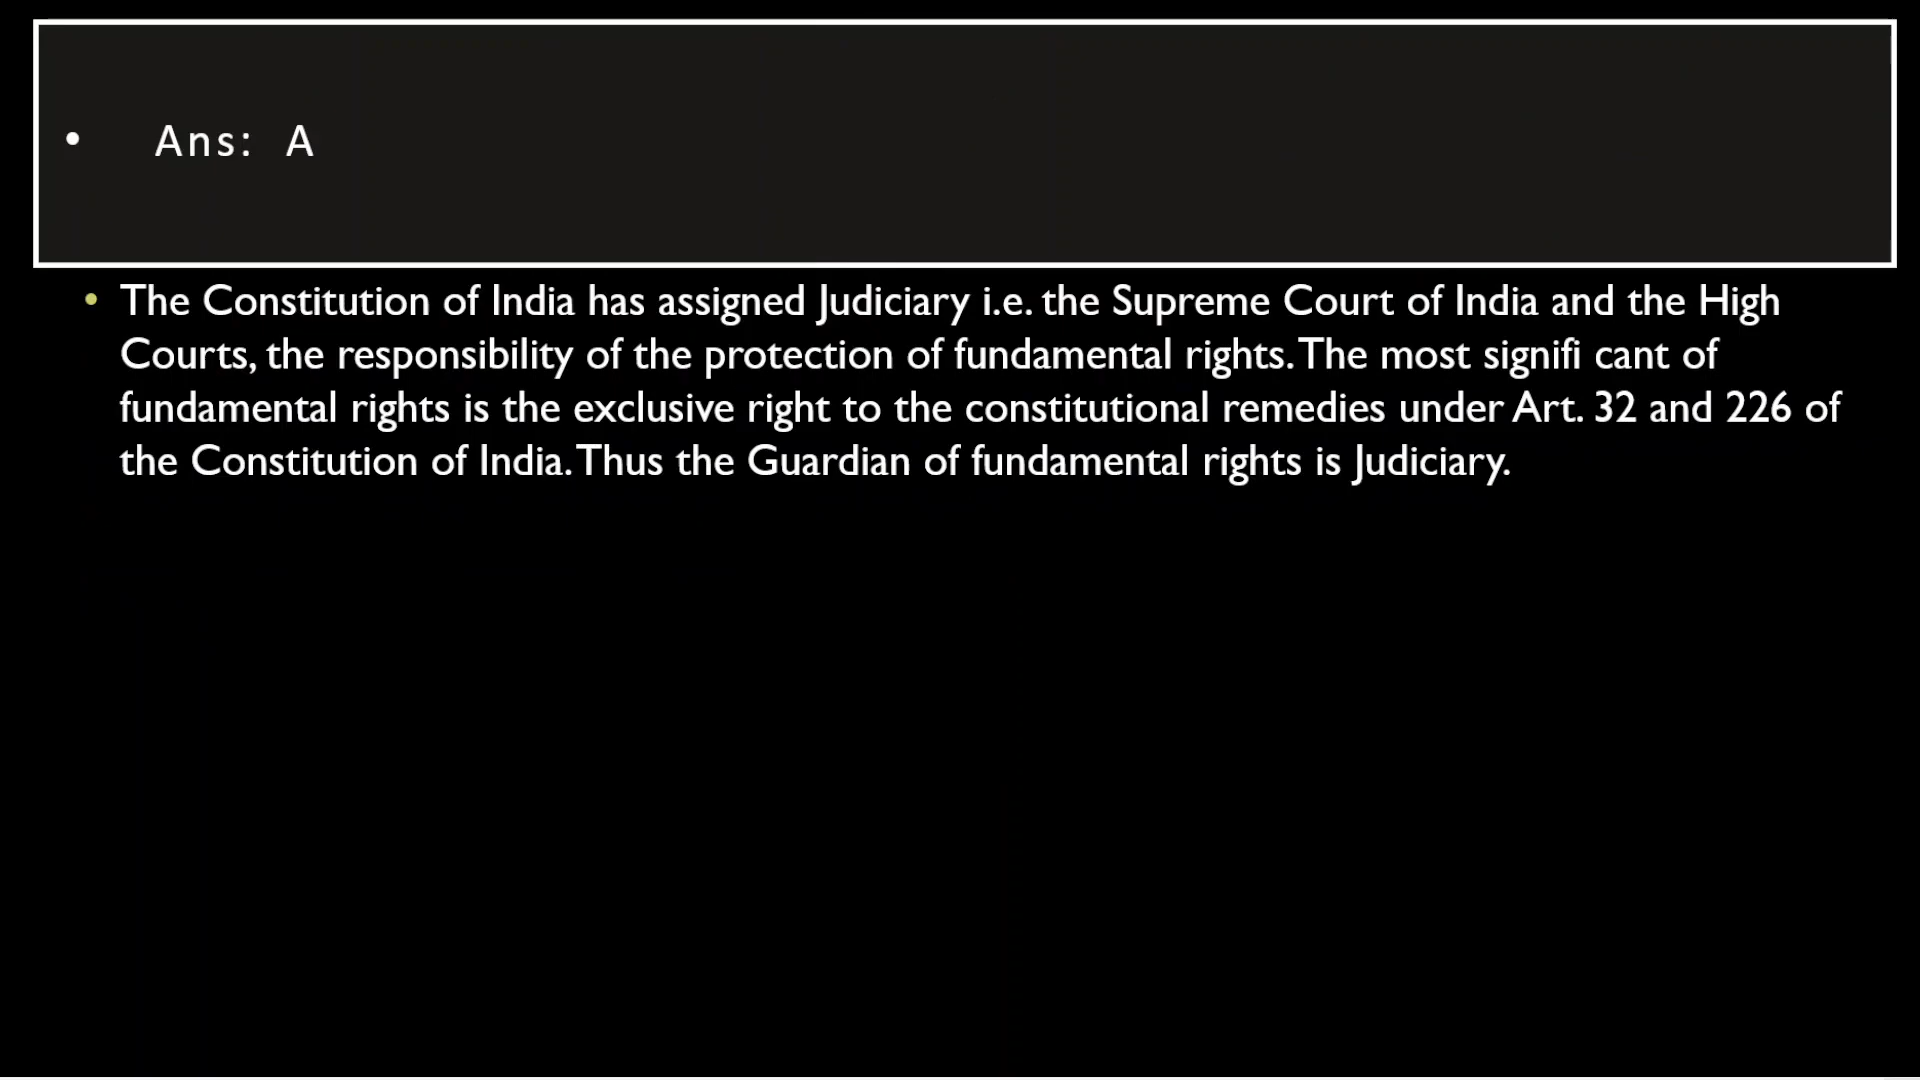 • Ans: A
• The Constitution of India has assigned Judiciary i.e. the Supreme Court of India and the High
Courts, the responsibility of the protection of fundamental rights. The most signifi cant of
fundamental rights is the exclusive right to the constitutional remedies under Art. 32 and 226 of
the Constitution of India. Thus the Guardian of fundamental rights is Judiciary.